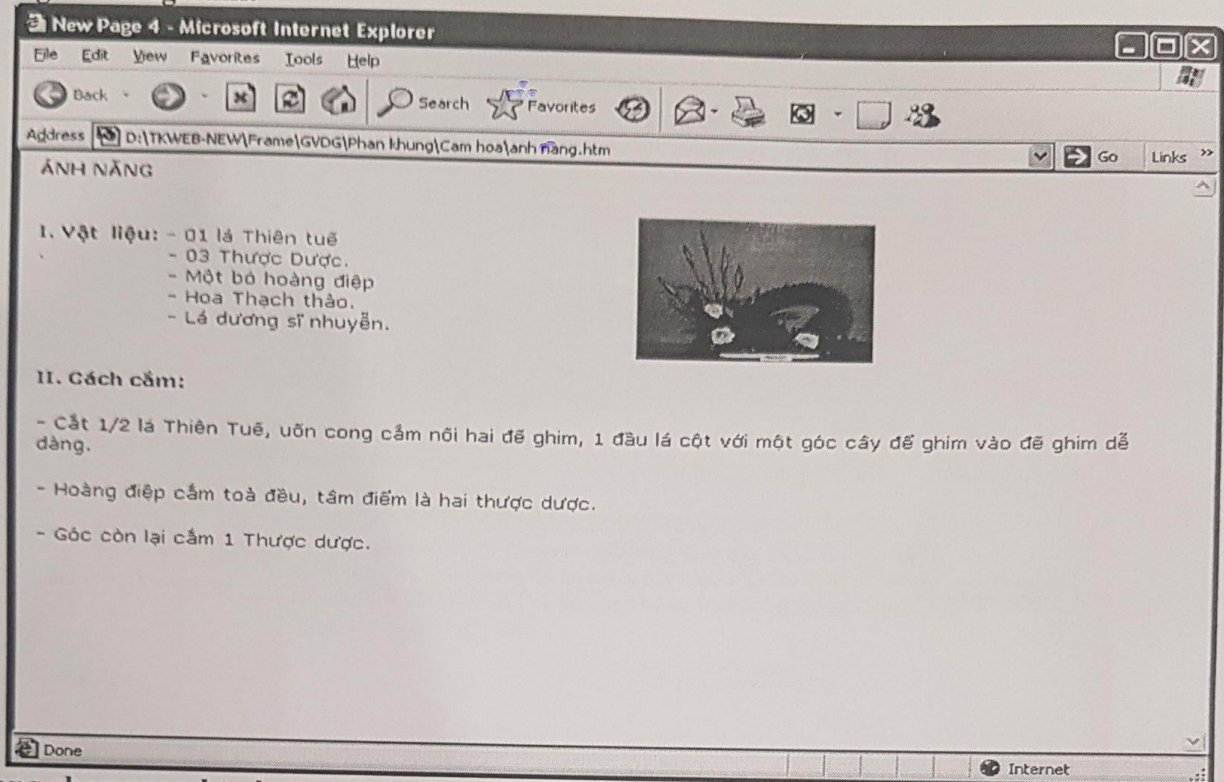 New Page 4 - Microsoft Internet Explorer
File Edit View Favorites Tools Help
Back Search Favorites
Address D:\TKWEB-NEW\Frame\GVDG\Phan khung\Cam hoa\anh nang.htm Go Links »
ÁNH NẮNG
I. Vật liệu: - 01 lá Thiên tuế
- 03 Thược Dược.
- Một bó hoàng điệp
- Hoa Thạch thảo.
- Lá dương sĩ nhuyễn.
II. Cách cắm:
- Cắt 1/2 lá Thiên Tuế, uốn cong cắm nối hai đế ghim, 1 đầu lá cột với một góc cây để ghim vào đế ghim dễ
dàng.
- Hoàng điệp cắm toả đều, tâm điểm là hai thược dược.
- Góc còn lại cắm 1 Thược dược.
Done Internet